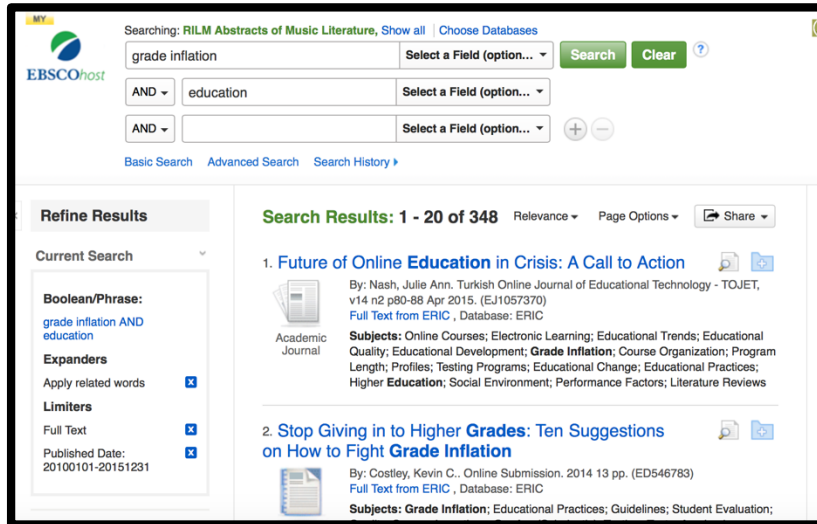 MY
EBSCOhost
Searching: RILM Abstracts of Music Literature, Show all | Choose Databases
grade inflation Select a Field (option... Search Clear ?
AND education Select a Field (option...
AND Select a Field (option...
Basic Search Advanced Search Search History
Refine Results
Current Search
Boolean/Phrase:
grade inflation AND
education
Expanders
Apply related words
Limiters
Full Text
Published Date:
20100101-20151231
Search Results: 1 - 20 of 348 Relevance Page Options Share
1. Future of Online Education in Crisis: A Call to Action
Academic
Journal
By: Nash, Julie Ann. Turkish Online Journal of Educational Technology - TOJET,
v14 n2 p80-88 Apr 2015. (EJ1057370)
Full Text from ERIC , Database: ERIC
Subjects: Online Courses; Electronic Learning; Educational Trends; Educational
Quality; Educational Development; Grade Inflation; Course Organization; Program
Length; Profiles; Testing Programs; Educational Change; Educational Practices;
Higher Education; Social Environment; Performance Factors; Literature Reviews
2. Stop Giving in to Higher Grades: Ten Suggestions
on How to Fight Grade Inflation
By: Costley, Kevin C.. Online Submission. 2014 13 pp. (ED546783)
Full Text from ERIC , Database: ERIC
Subjects: Grade Inflation; Educational Practices; Guidelines; Student Evaluation;